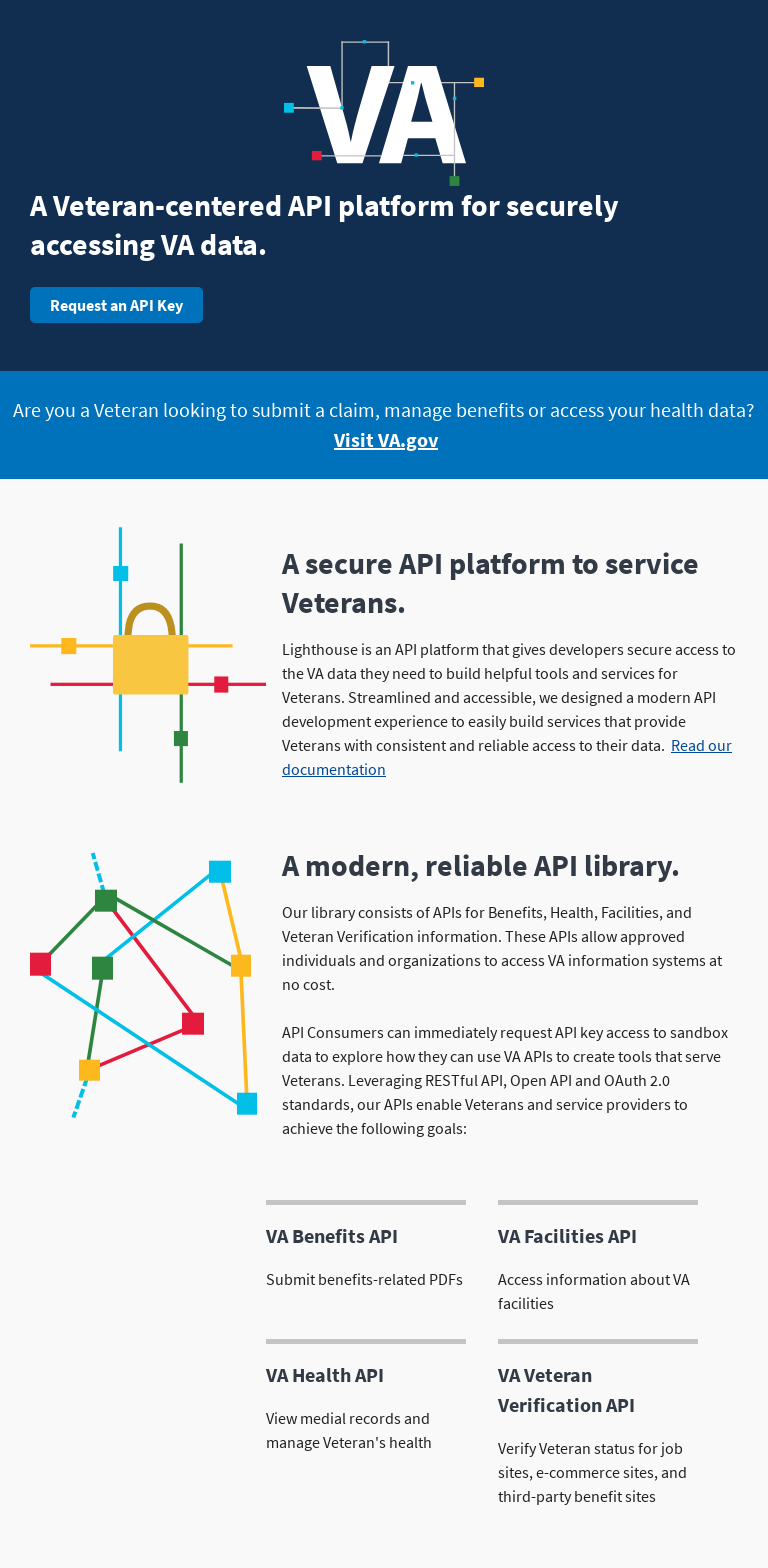 VA
A Veteran-centered API platform for securely
accessing VA data.
Request an API Key
Are you a Veteran looking to submit a claim, manage benefits or access your health data?
Visit VA.gov
A secure API platform to service
Veterans.
Lighthouse is an API platform that gives developers secure access to
the VA data they need to build helpful tools and services for
Veterans. Streamlined and accessible, we designed a modern API
development experience to easily build services that provide
Veterans with consistent and reliable access to their data. Read our
documentation
A modern, reliable API library.
Our library consists of APIs for Benefits, Health, Facilities, and
Veteran Verification information. These APIs allow approved
individuals and organizations to access VA information systems at
no cost.
API Consumers can immediately request API key access to sandbox
data to explore how they can use VA APIs to create tools that serve
Veterans. Leveraging RESTful API, Open API and OAuth 2.0
standards, our APIs enable Veterans and service providers to
achieve the following goals:
VA Benefits API
Submit benefits-related PDFs
VA Facilities API
Access information about VA
facilities
VA Health API
View medial records and
manage Veteran's health
VA Veteran
Verification API
Verify Veteran status for job
sites, e-commerce sites, and
third-party benefit sites